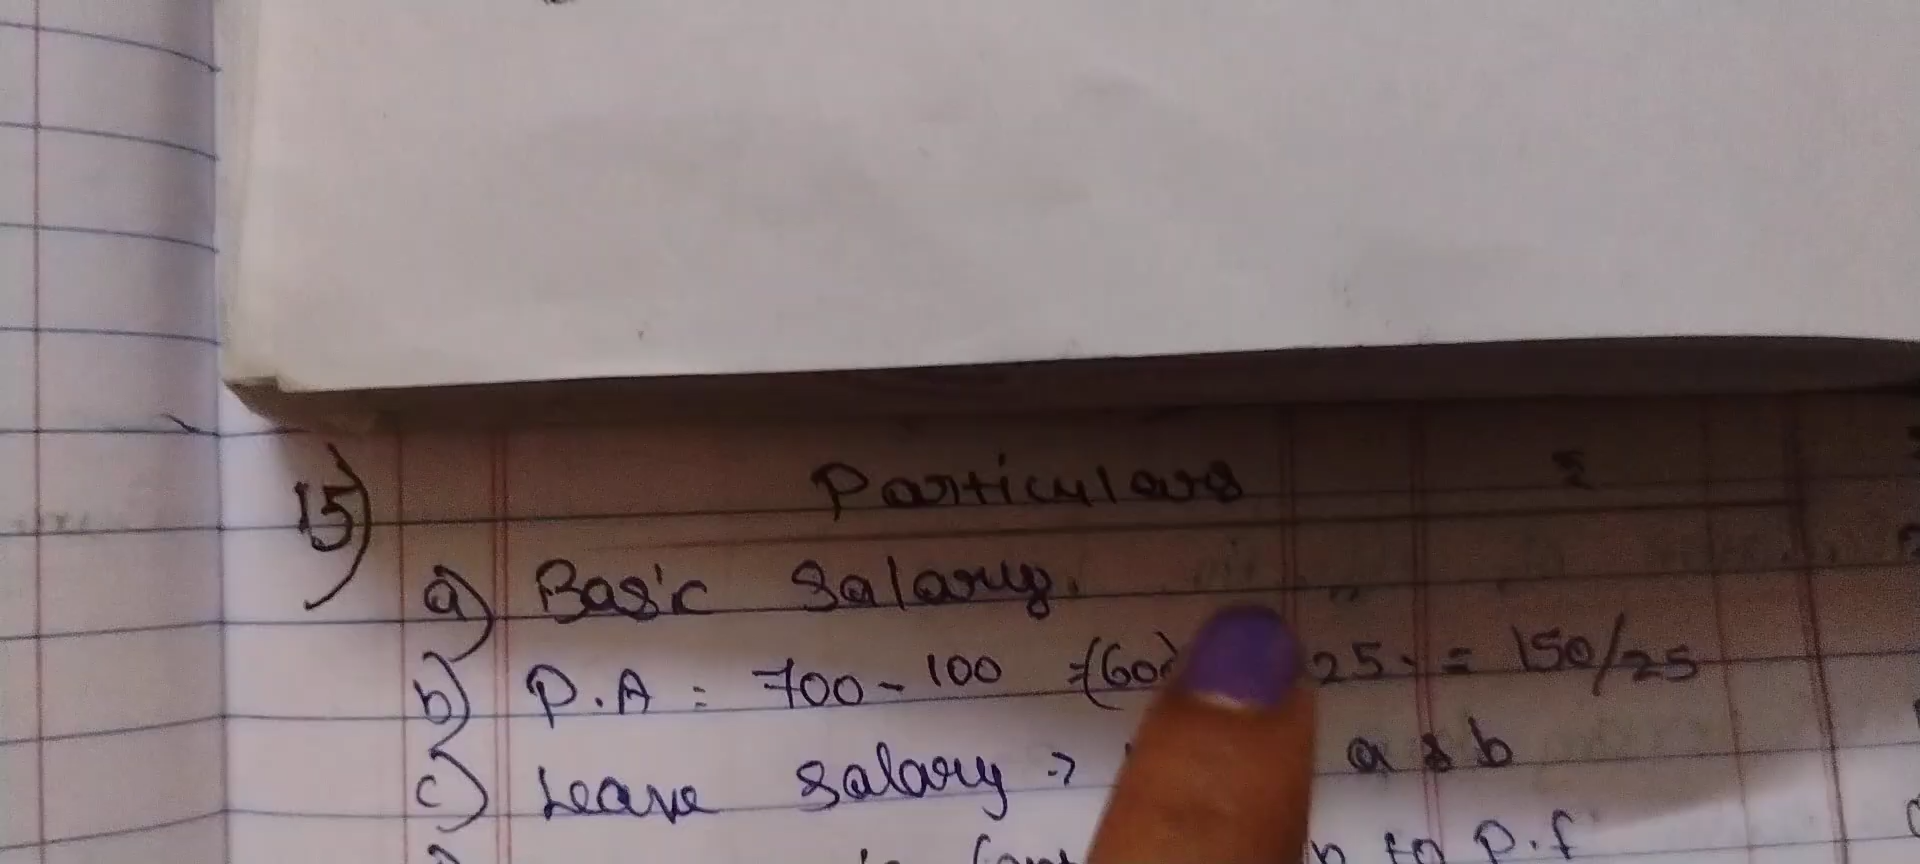 15) Particulars
a) Basic Salary.
b) P.A = 700 - 100 = (60 25. = 150/25
c) Leave Salary → a & b
to P.f